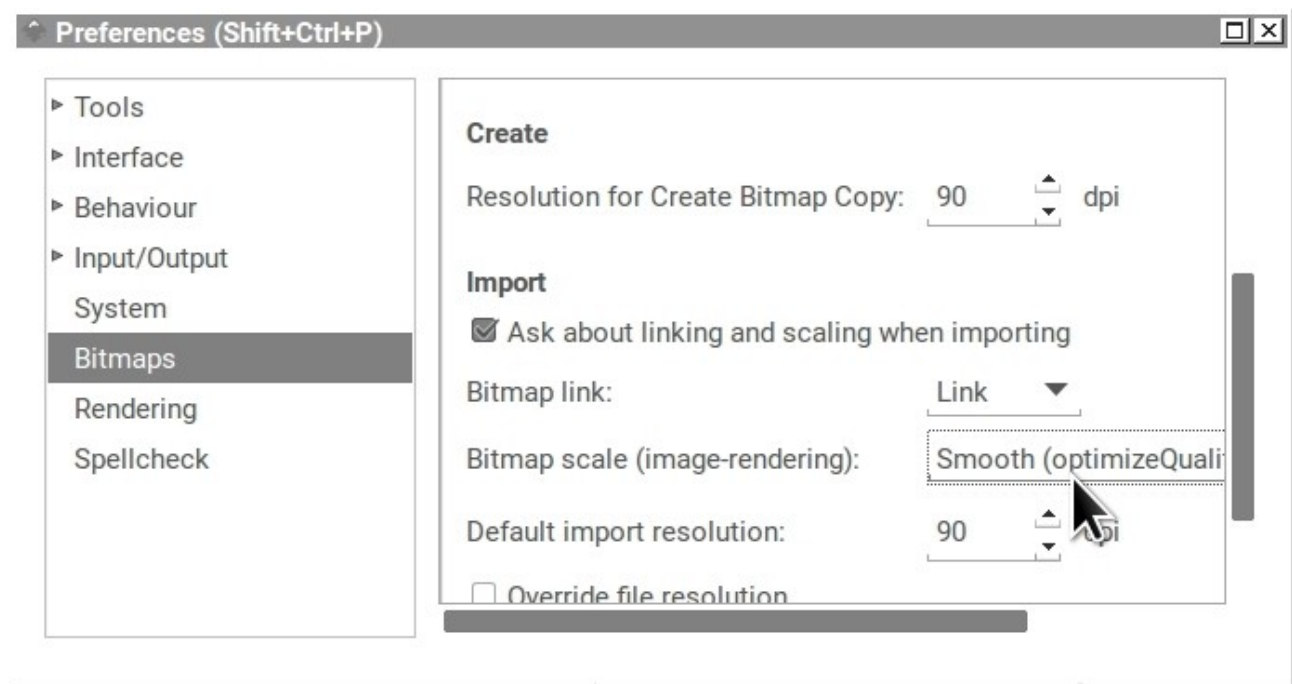 Preferences (Shift+Ctrl+P)
Tools
Interface
Behaviour
Input/Output
System
Bitmaps
Rendering
Spellcheck
Create
Resolution for Create Bitmap Copy: 90 dpi
Import
Ask about linking and scaling when importing
Bitmap link: Link
Bitmap scale (image-rendering): Smooth (optimizeQuali
Default import resolution: 90 dpi
Override file resolution